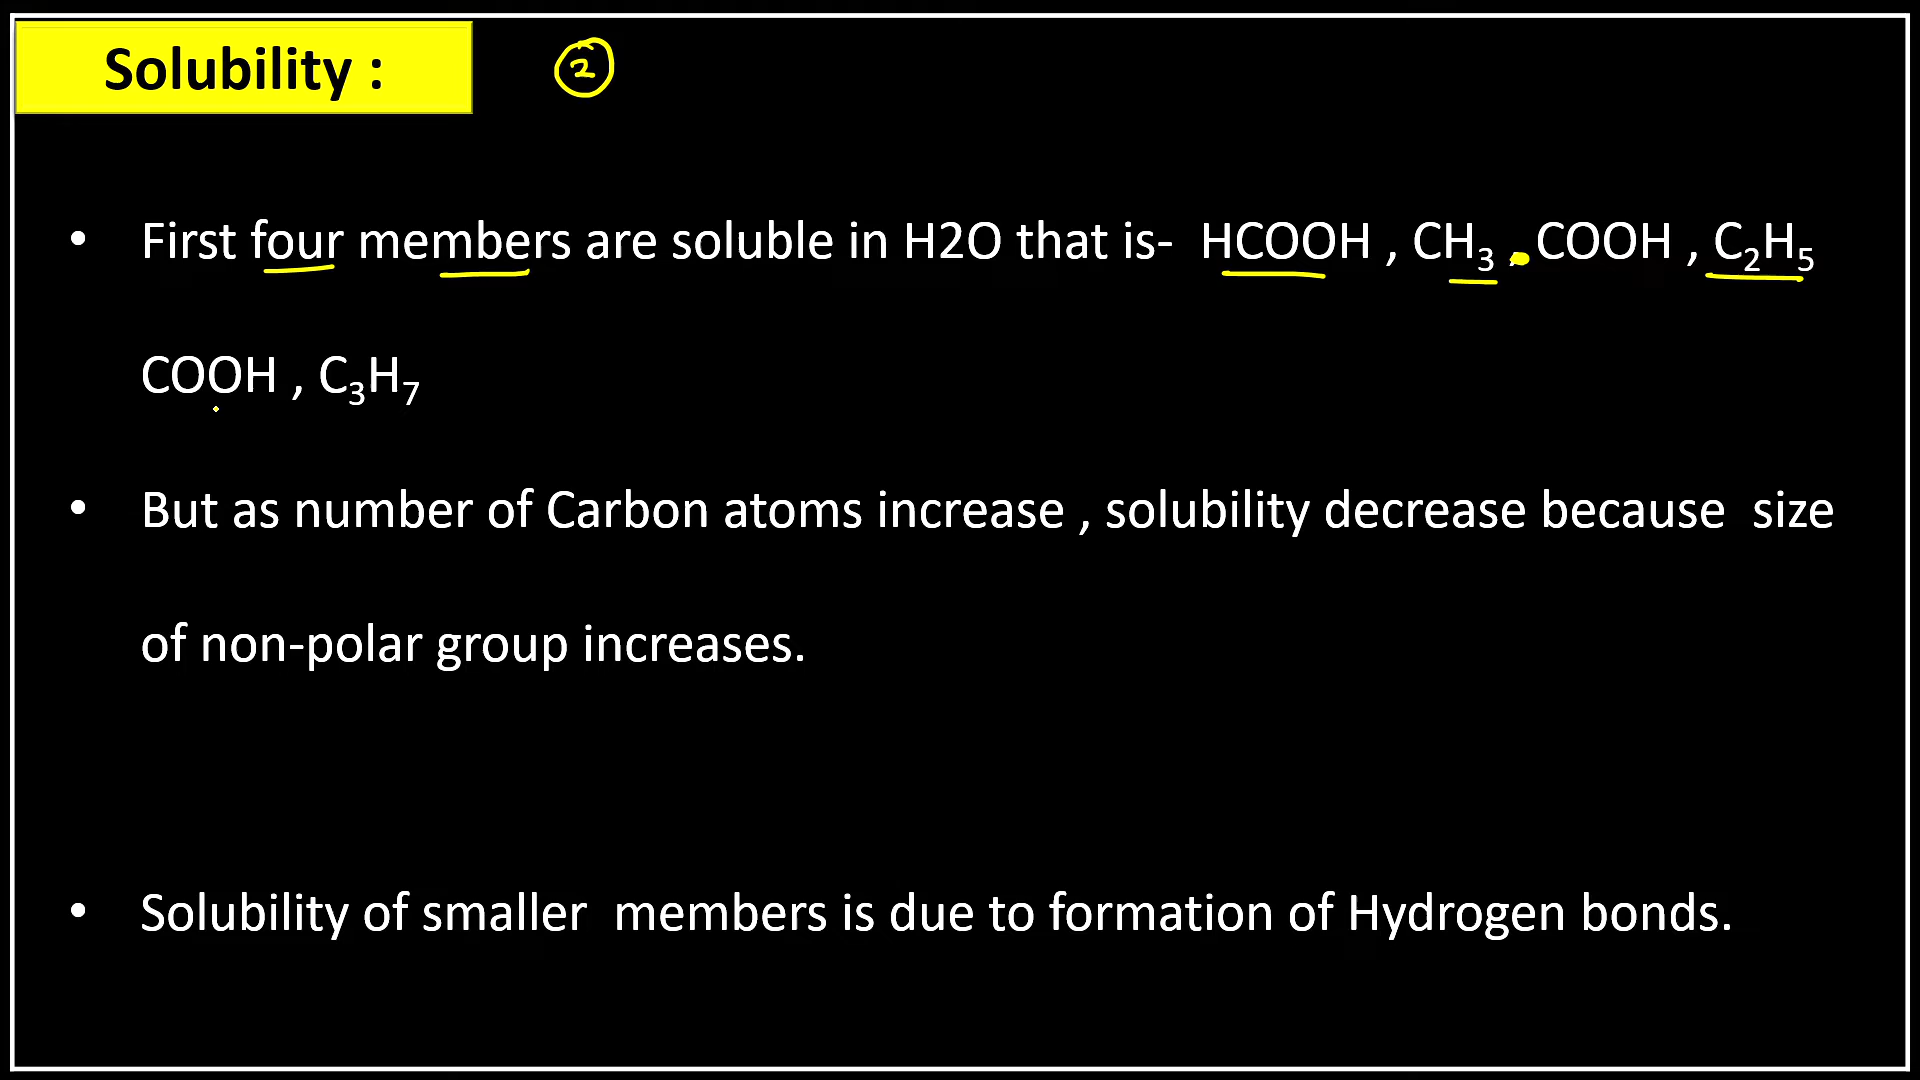 Solubility : 2
• First four members are soluble in H2O that is- HCOOH , CH₃ , COOH , C₂H₅
COOH , C₃H₇
• But as number of Carbon atoms increase , solubility decrease because size
of non-polar group increases.
• Solubility of smaller members is due to formation of Hydrogen bonds.